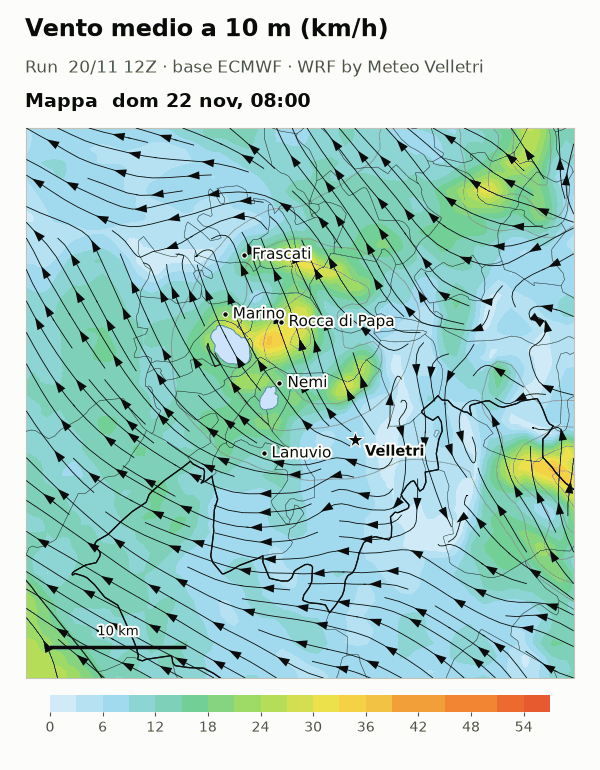 Vento medio a 10 m (km/h)
Run  20/11 12Z · base ECMWF · WRF by Meteo Velletri
Mappa  dom 22 nov, 08:00
Frascati
Marino
Rocca di Papa
Nemi
Velletri
Lanuvio
10 km
0 6 12 18 24 30 36 42 48 54